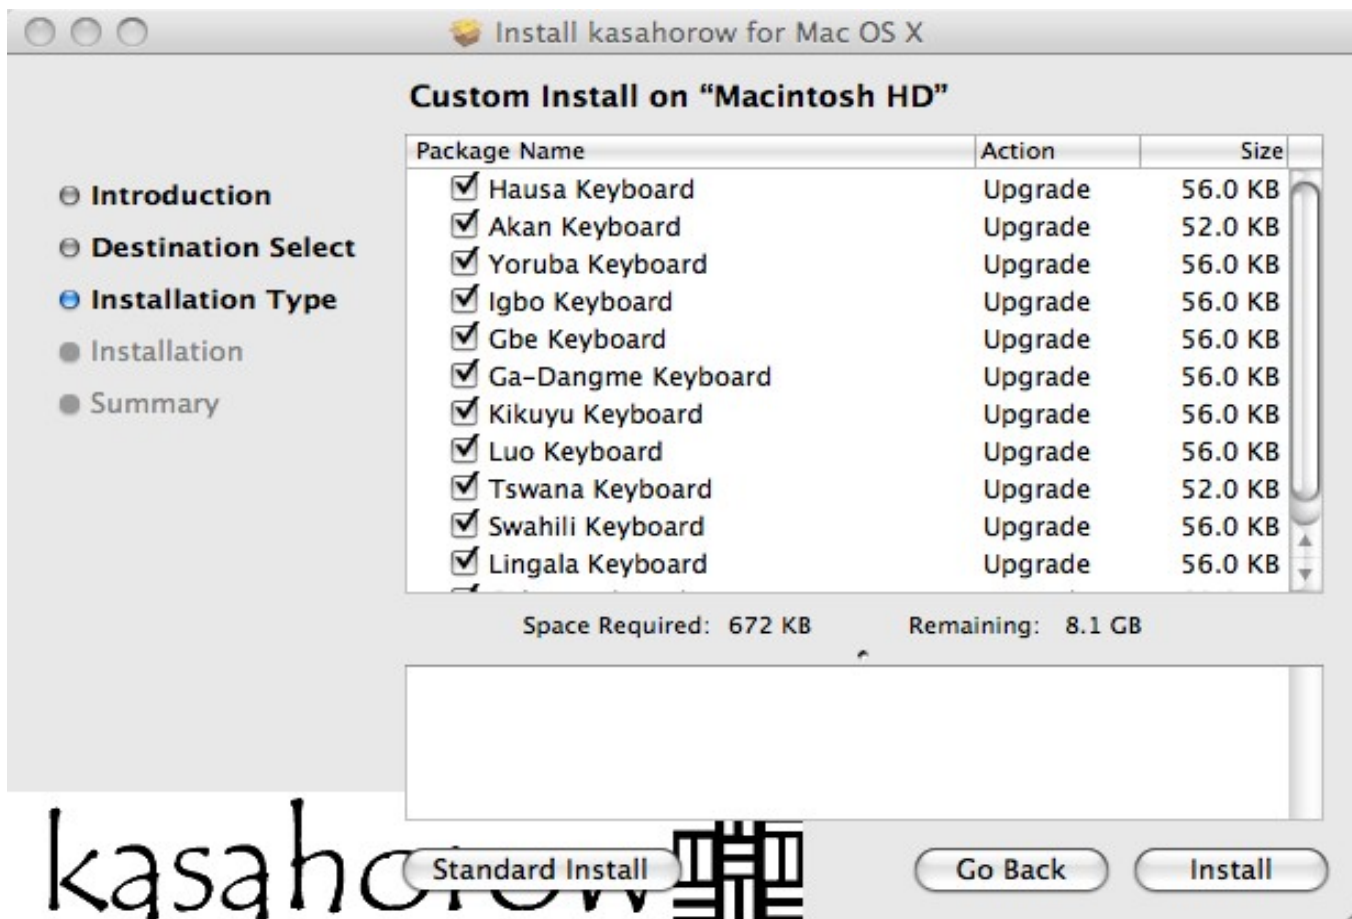 Install kasahorow for Mac OS X
Custom Install on “Macintosh HD”
Introduction
Destination Select
Installation Type
Installation
Summary
Package Name Action Size
Hausa Keyboard Upgrade 56.0 KB
Akan Keyboard Upgrade 52.0 KB
Yoruba Keyboard Upgrade 56.0 KB
Igbo Keyboard Upgrade 56.0 KB
Gbe Keyboard Upgrade 56.0 KB
Ga-Dangme Keyboard Upgrade 56.0 KB
Kikuyu Keyboard Upgrade 56.0 KB
Luo Keyboard Upgrade 56.0 KB
Tswana Keyboard Upgrade 52.0 KB
Swahili Keyboard Upgrade 56.0 KB
Lingala Keyboard Upgrade 56.0 KB
Space Required: 672 KB Remaining: 8.1 GB
kasahorow
Standard Install Go Back Install